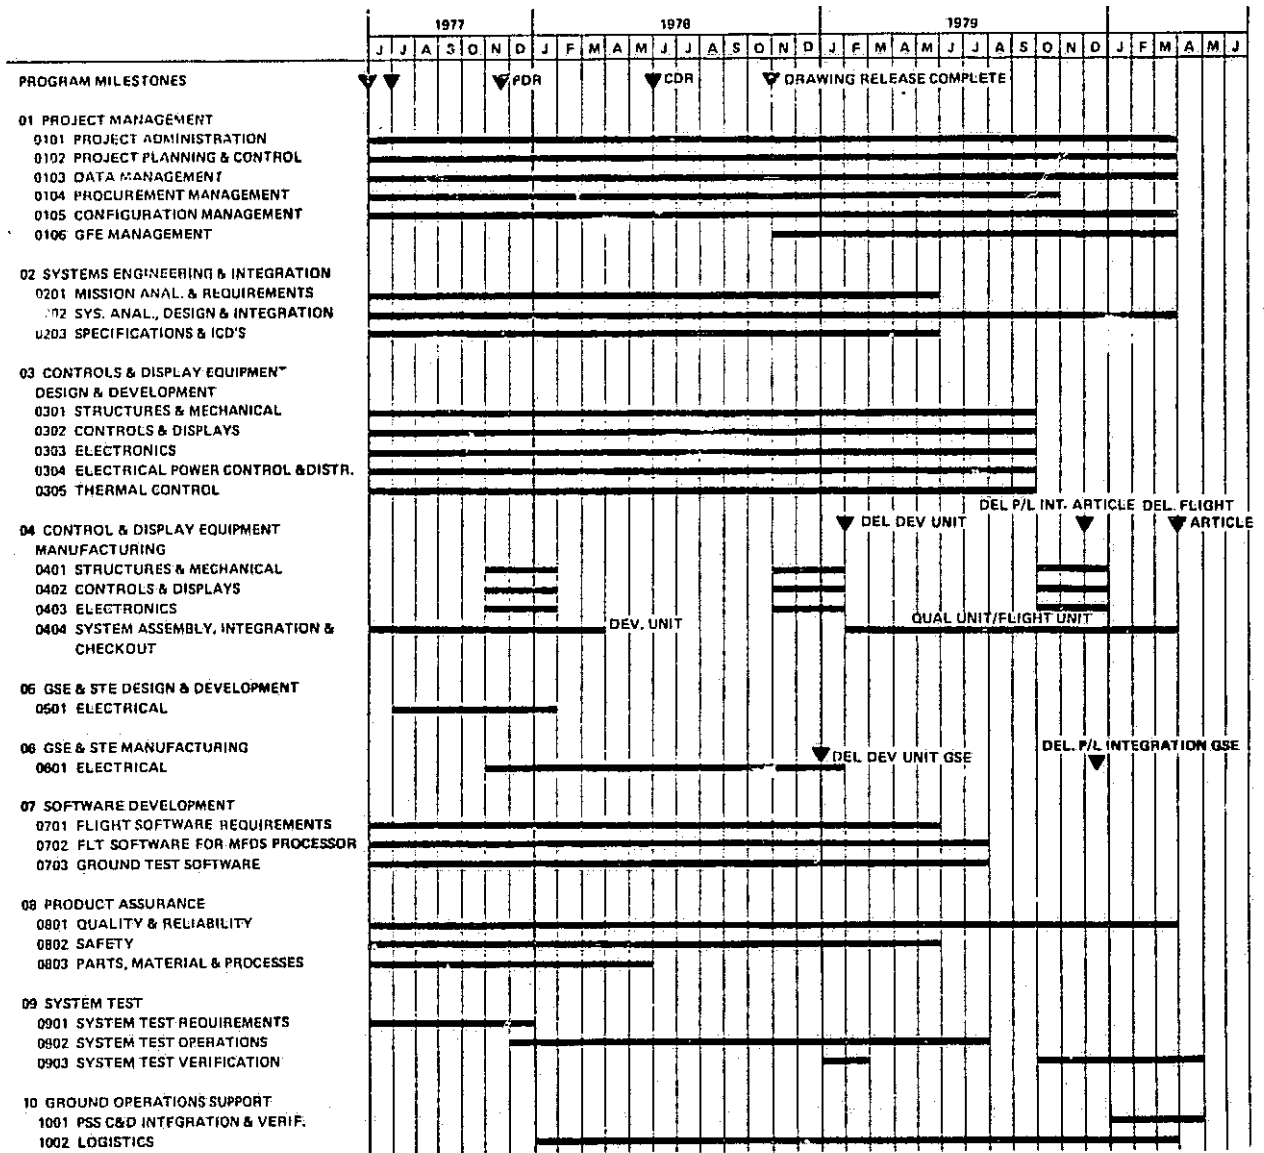 1977 1978 1979
J J A S O N D J F M A M J J A S O N D J F M A M J J A S O N D J F M A M J
PROGRAM MILESTONES PDR CDR DRAWING RELEASE COMPLETE
01 PROJECT MANAGEMENT
0101 PROJECT ADMINISTRATION
0102 PROJECT PLANNING & CONTROL
0103 DATA MANAGEMENT
0104 PROCUREMENT MANAGEMENT
0105 CONFIGURATION MANAGEMENT
0106 GFE MANAGEMENT
02 SYSTEMS ENGINEERING & INTEGRATION
0201 MISSION ANAL. & REQUIREMENTS
SYS. ANAL., DESIGN & INTEGRATION
0203 SPECIFICATIONS & ICD'S
03 CONTROLS & DISPLAY EQUIPMENT
DESIGN & DEVELOPMENT
0301 STRUCTURES & MECHANICAL
0302 CONTROLS & DISPLAYS
0303 ELECTRONICS
0304 ELECTRICAL POWER CONTROL & DISTR.
0305 THERMAL CONTROL
DEL P/L INT. ARTICLE DEL. FLIGHT
04 CONTROL & DISPLAY EQUIPMENT DEL DEV UNIT ARTICLE
MANUFACTURING
0401 STRUCTURES & MECHANICAL
0402 CONTROLS & DISPLAYS
0403 ELECTRONICS
QUAL UNIT/FLIGHT UNIT
0404 SYSTEM ASSEMBLY, INTEGRATION & DEV. UNIT
CHECKOUT
05 GSE & STE DESIGN & DEVELOPMENT
0501 ELECTRICAL
06 GSE & STE MANUFACTURING DEL. P/L INTEGRATION GSE
DEL DEV UNIT GSE
0601 ELECTRICAL
07 SOFTWARE DEVELOPMENT
0701 FLIGHT SOFTWARE REQUIREMENTS
0702 FLT SOFTWARE FOR MFDS PROCESSOR
0703 GROUND TEST SOFTWARE
08 PRODUCT ASSURANCE
0801 QUALITY & RELIABILITY
0802 SAFETY
0803 PARTS, MATERIAL & PROCESSES
09 SYSTEM TEST
0901 SYSTEM TEST REQUIREMENTS
0902 SYSTEM TEST OPERATIONS
0903 SYSTEM TEST VERIFICATION
10 GROUND OPERATIONS SUPPORT
1001 PSS C&D INTEGRATION & VERIF.
1002 LOGISTICS